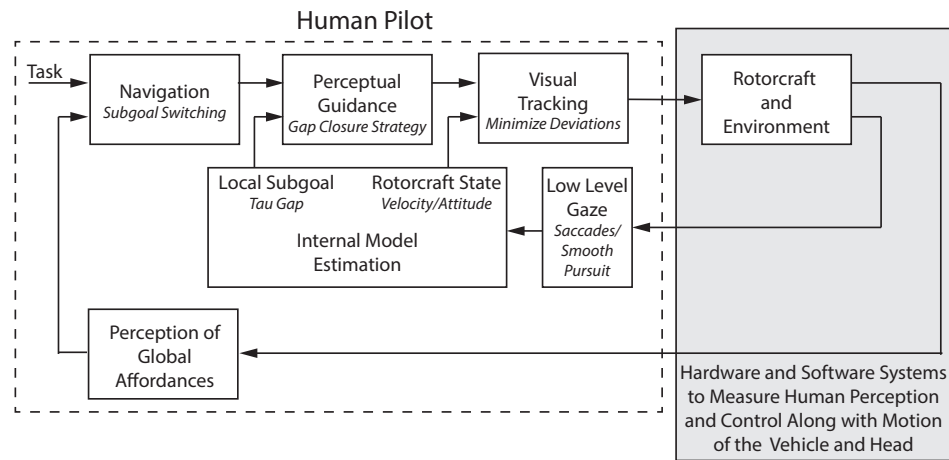 Human Pilot
Task
Navigation
Subgoal Switching
Perceptual
Guidance
Gap Closure Strategy
Visual
Tracking
Minimize Deviations
Rotorcraft
and
Environment
Local Subgoal
Tau Gap
Rotorcraft State
Velocity/Attitude
Internal Model
Estimation
Low Level
Gaze
Saccades/
Smooth
Pursuit
Perception of
Global
Affordances
Hardware and Software Systems
to Measure Human Perception
and Control Along with Motion
of the Vehicle and Head